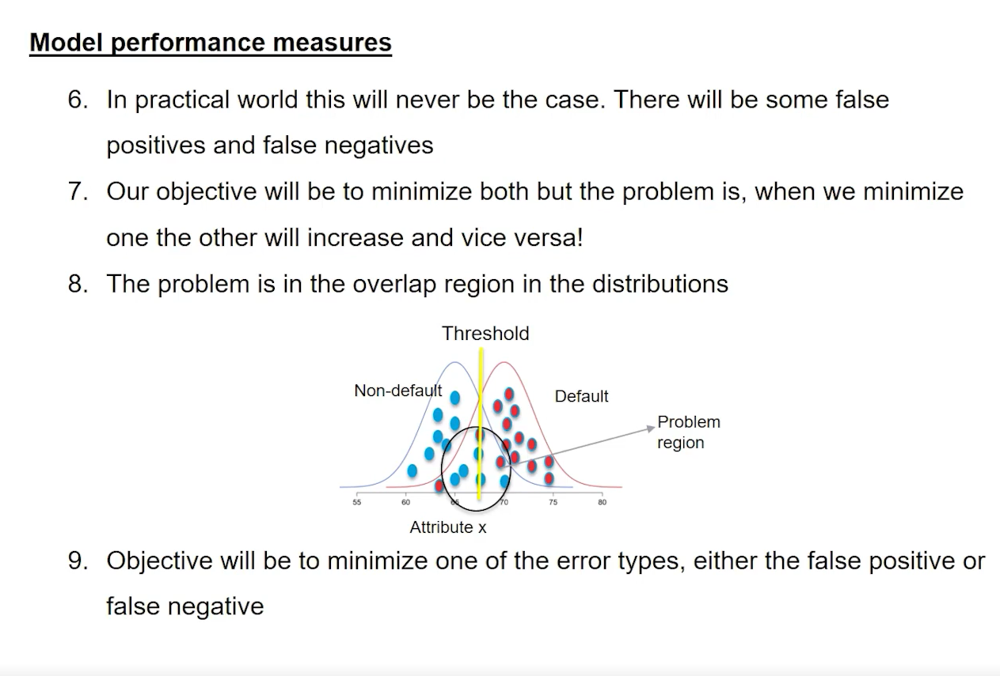 Model performance measures
6. In practical world this will never be the case. There will be some false
positives and false negatives
7. Our objective will be to minimize both but the problem is, when we minimize
one the other will increase and vice versa!
8. The problem is in the overlap region in the distributions
Threshold
Non-default
Default
Problem
region
55 60 65 70 75 80
Attribute x
9. Objective will be to minimize one of the error types, either the false positive or
false negative